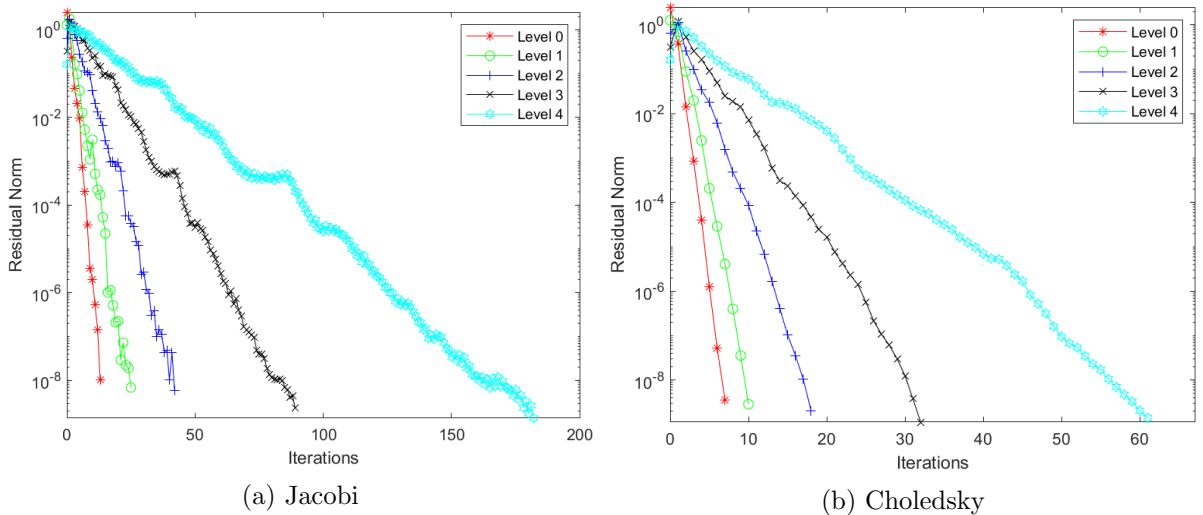 10^0
10^-2
10^-4
10^-6
10^-8
Residual Norm
0
50
100
150
200
Iterations
Level 0
Level 1
Level 2
Level 3
Level 4
(a) Jacobi
10^0
10^-2
10^-4
10^-6
10^-8
Residual Norm
0
10
20
30
40
50
60
Iterations
Level 0
Level 1
Level 2
Level 3
Level 4
(b) Choledsky